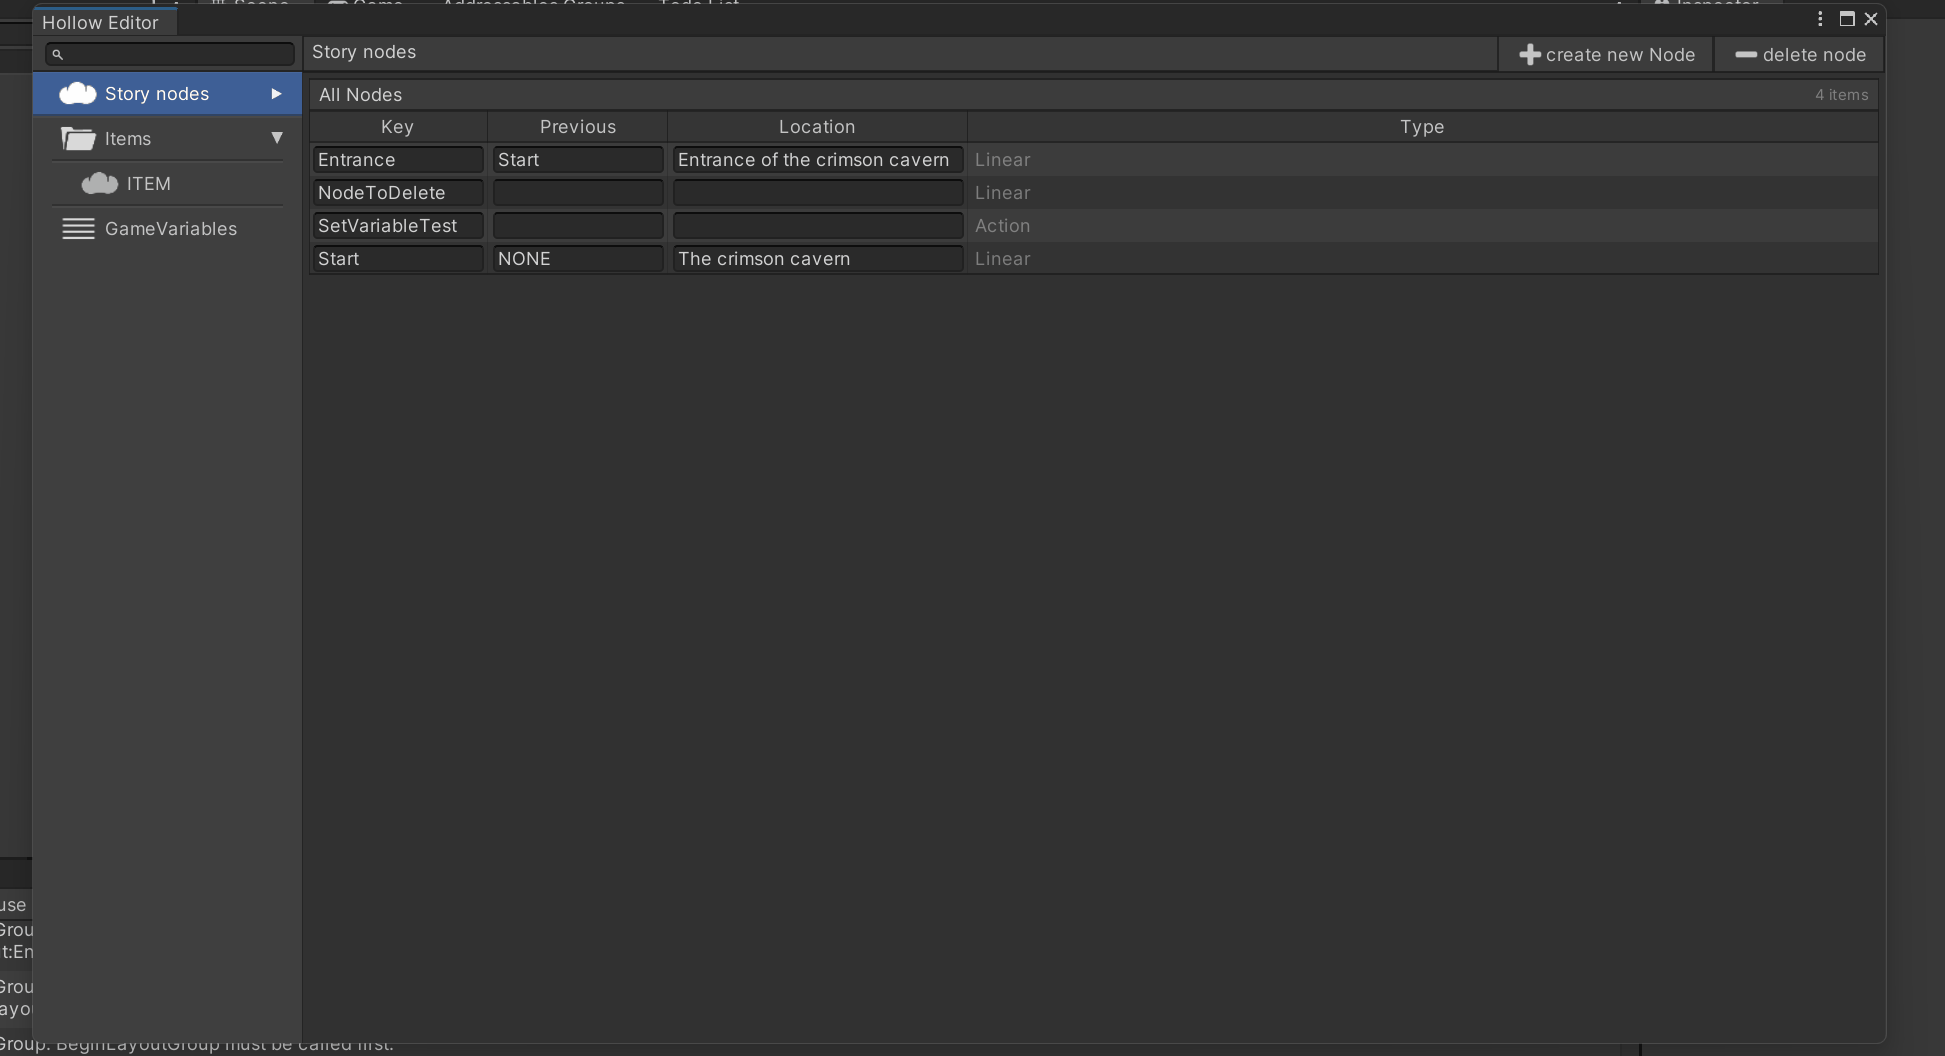 Hollow Editor
Story nodes
create new Node
delete node
Story nodes
Items
ITEM
GameVariables
All Nodes
4 items
Key Previous Location Type
Entrance Start Entrance of the crimson cavern Linear
NodeToDelete Linear
SetVariableTest Action
Start NONE The crimson cavern Linear
use
Grou
t:En
Grou
ayou
Group. BeginLayoutGroup must be called first.